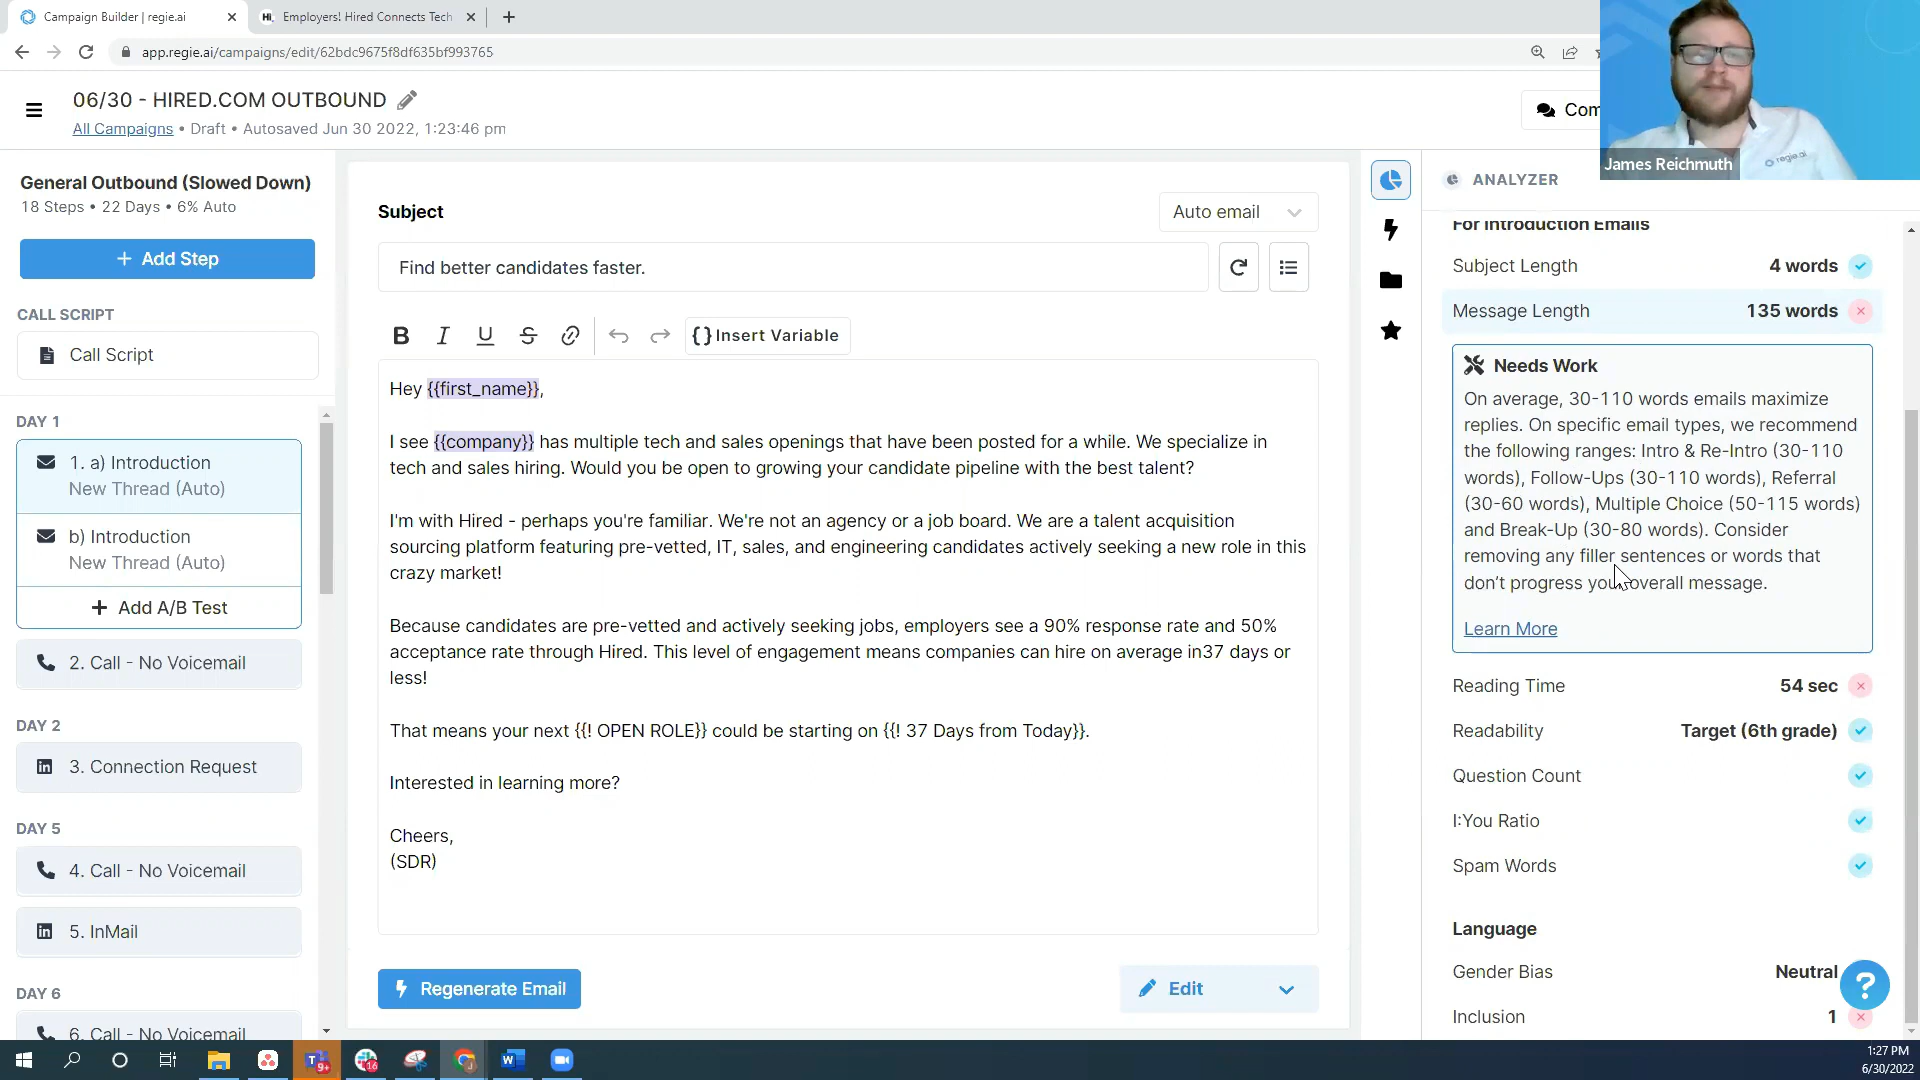 Campaign Builder | regie.ai
Hi.
Employers! Hired Connects Tech
app.regie.ai/campaigns/edit/62bdc9675f8df635bf993765
06/30 - HIRED.COM OUTBOUND
All Campaigns • Draft • Autosaved Jun 30 2022, 1:23:46 pm
Com
regie.ai
James Reichmuth
General Outbound (Slowed Down)
18 Steps • 22 Days • 6% Auto
+ Add Step
CALL SCRIPT
Call Script
DAY 1
1. a) Introduction
New Thread (Auto)
b) Introduction
New Thread (Auto)
+ Add A/B Test
2. Call - No Voicemail
DAY 2
3. Connection Request
DAY 5
4. Call - No Voicemail
5. InMail
DAY 6
6. Call - No Voicemail
Subject
Auto email
Find better candidates faster.
B I U S
{} Insert Variable
Hey {{first_name}},
I see {{company}} has multiple tech and sales openings that have been posted for a while. We specialize in
tech and sales hiring. Would you be open to growing your candidate pipeline with the best talent?
I'm with Hired - perhaps you're familiar. We're not an agency or a job board. We are a talent acquisition
sourcing platform featuring pre-vetted, IT, sales, and engineering candidates actively seeking a new role in this
crazy market!
Because candidates are pre-vetted and actively seeking jobs, employers see a 90% response rate and 50%
acceptance rate through Hired. This level of engagement means companies can hire on average in37 days or
less!
That means your next {{! OPEN ROLE}} could be starting on {{! 37 Days from Today}}.
Interested in learning more?
Cheers,
(SDR)
Regenerate Email
Edit
ANALYZER
For Introduction Emails
Subject Length 4 words
Message Length 135 words
Needs Work
On average, 30-110 words emails maximize
replies. On specific email types, we recommend
the following ranges: Intro & Re-Intro (30-110
words), Follow-Ups (30-110 words), Referral
(30-60 words), Multiple Choice (50-115 words)
and Break-Up (30-80 words). Consider
removing any filler sentences or words that
don't progress your overall message.
Learn More
Reading Time 54 sec
Readability Target (6th grade)
Question Count
I:You Ratio
Spam Words
Language
Gender Bias Neutral
Inclusion 1
?
9+
16
1:27 PM
6/30/2022